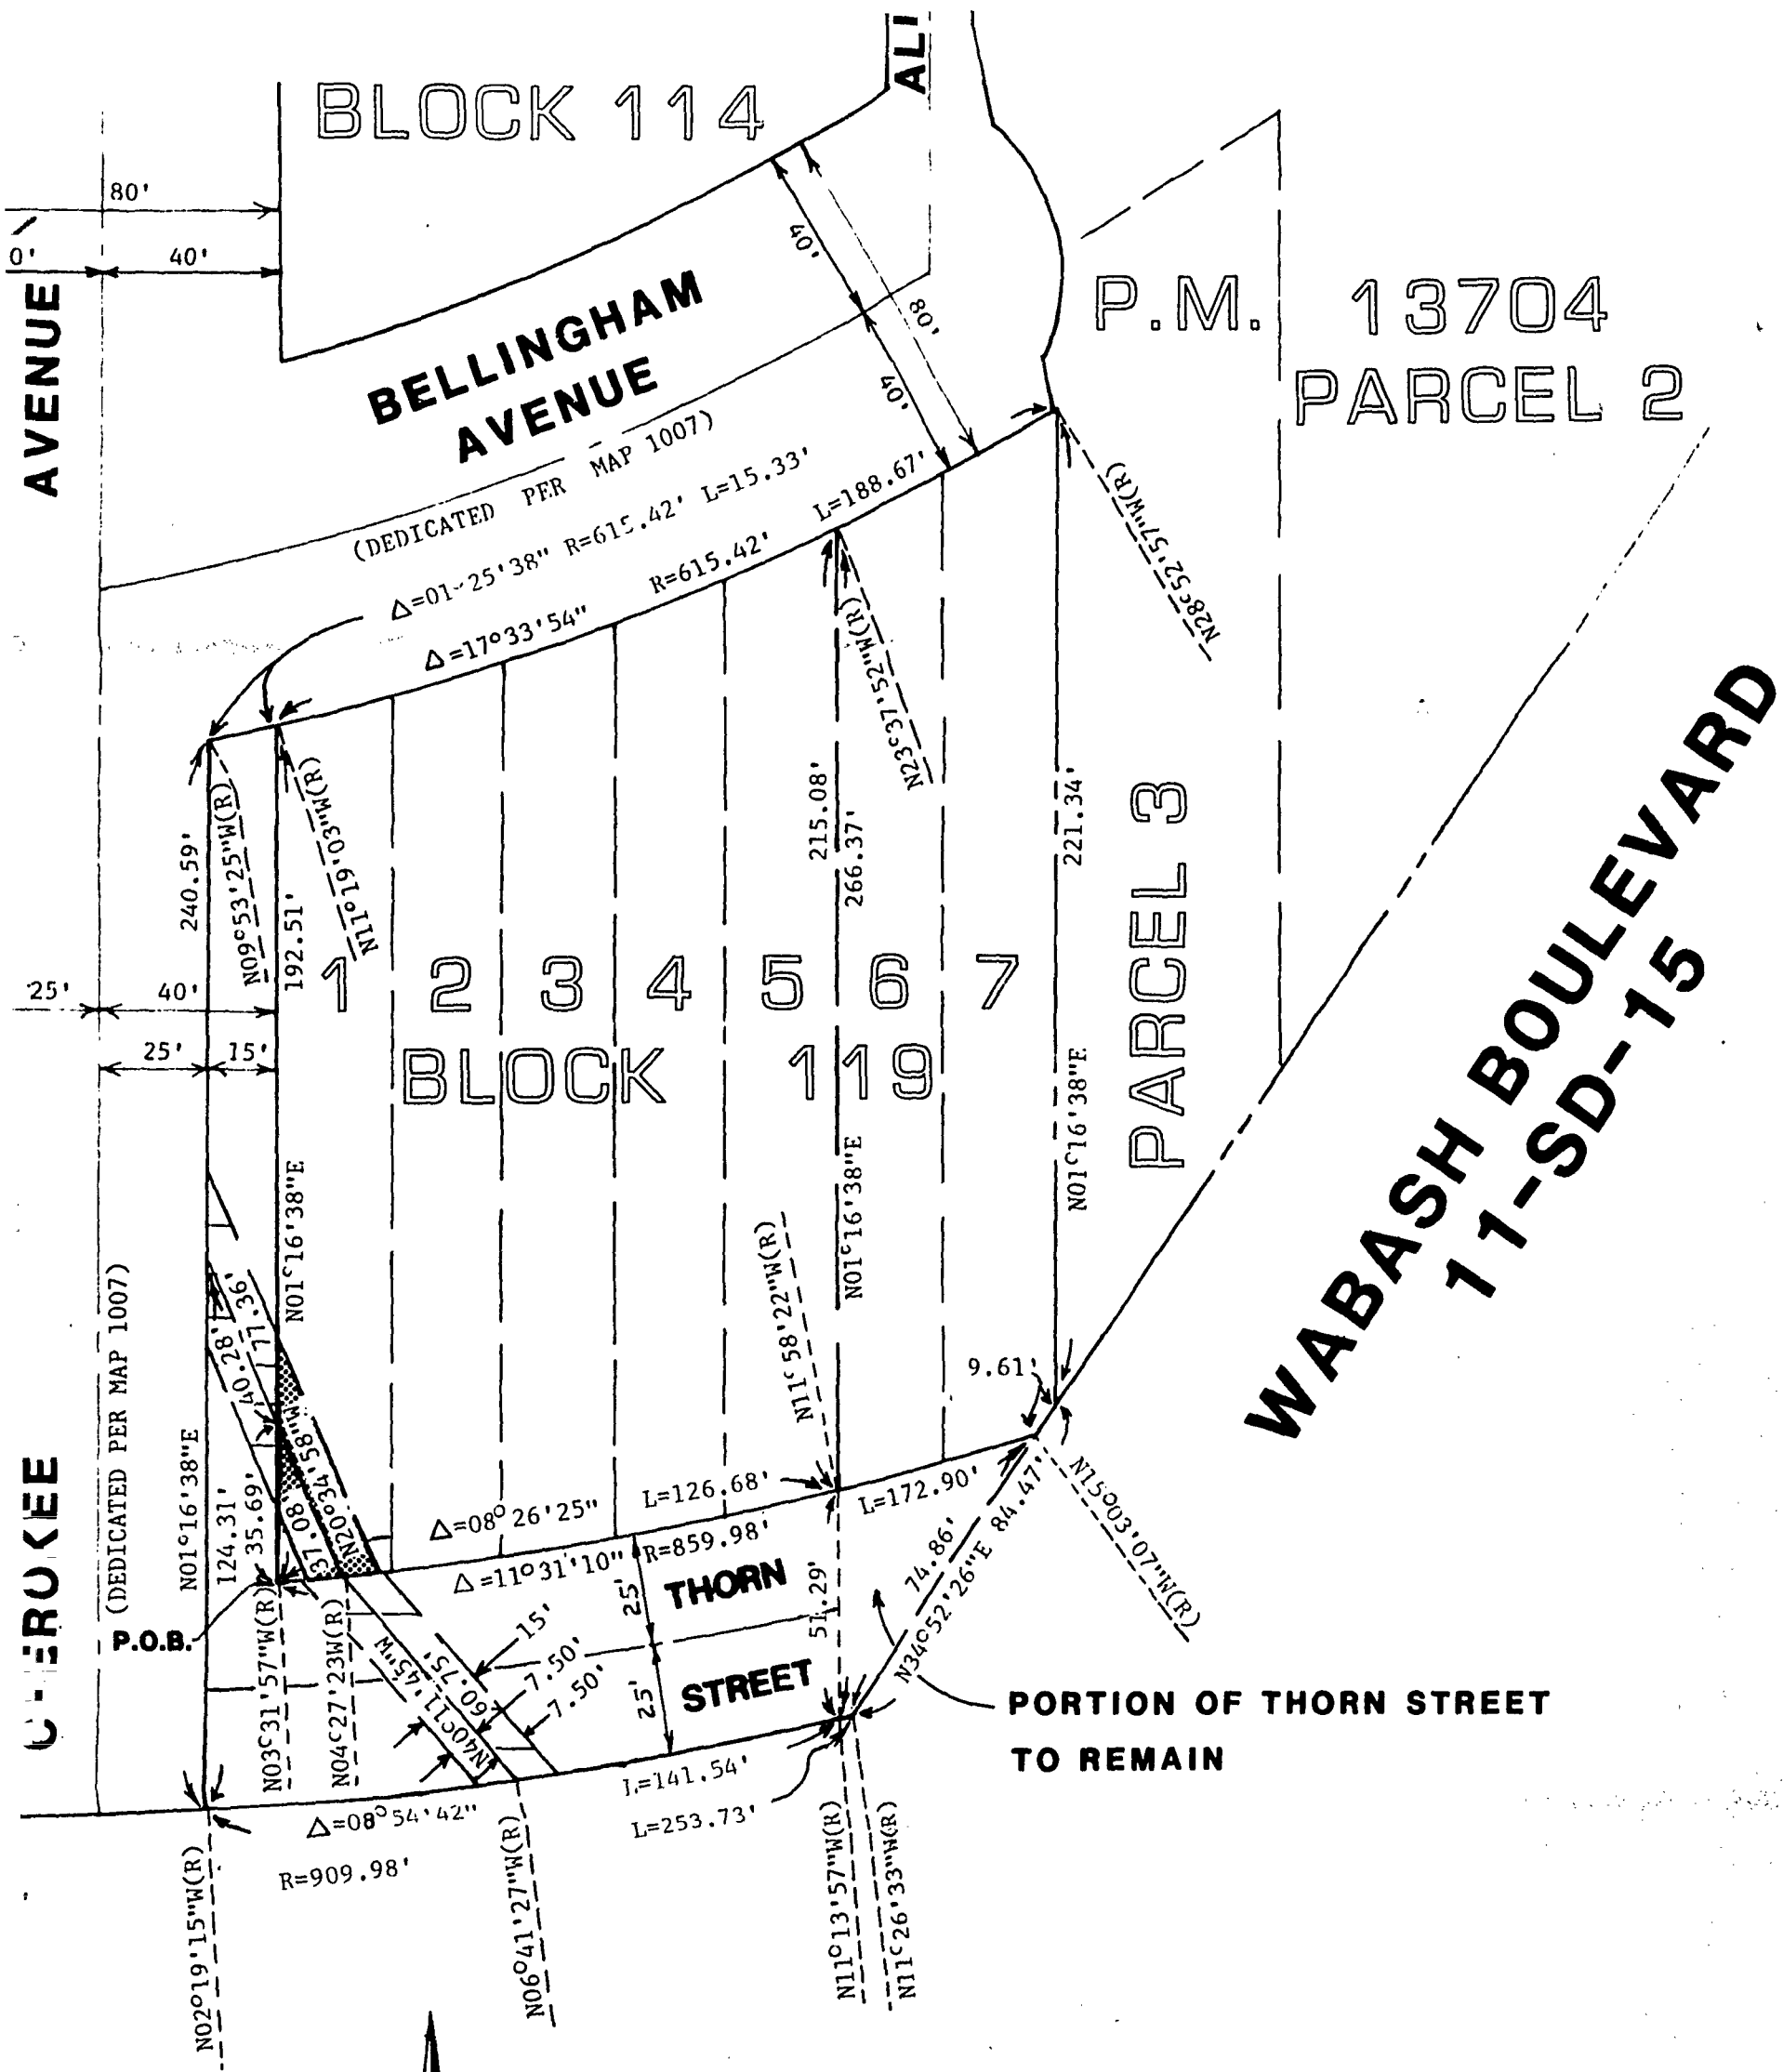 ALI
BLOCK 114
80'
0'
40'
AVENUE
BELLINGHAM
AVENUE
(DEDICATED PER MAP 1007)
40'
80'
40'
P.M. 13704
PARCEL 2
Δ=01-25'38" R=615.42' L=15.33'
Δ=17°33'54"
R=615.42'
L=188.67'
N28°52'57"W(R)
N23°37'52"W(R)
N11°19'03"W(R)
N09°53'25"W(R)
240.59'
192.51'
215.08'
266.37'
221.34'
25'
40'
25'
15'
1 2 3 4 5 6 7
BLOCK 119
PARCEL 3
WABASH BOULEVARD
11-SD-15
N01°16'38"E
N01°16'38"E
N01°16'38"E
N11°58'22"W(R)
(DEDICATED PER MAP 1007)
N01°16'38"E
124.31'
35.69'
40.28'
71.36'
37.08'
N20°34'58"W
9.61'
L=126.68'
L=172.90'
Δ=08°26'25"
Δ=11°31'10" R=859.98'
N15°03'07"W(R)
74.86'
N34°52'26"E 84.47'
51.29'
THORN
STREET
25'
25'
P.O.B.
N03°31'57"W(R)
N04°27'23W(R)
N40°11'45"W
60.75'
15'
7.50'
7.50'
PORTION OF THORN STREET
TO REMAIN
L=141.54'
L=253.73'
Δ=08°54'42"
R=909.98'
N02°19'15"W(R)
N06°41'27"W(R)
N11°13'57"W(R)
N11°26'33"W(R)